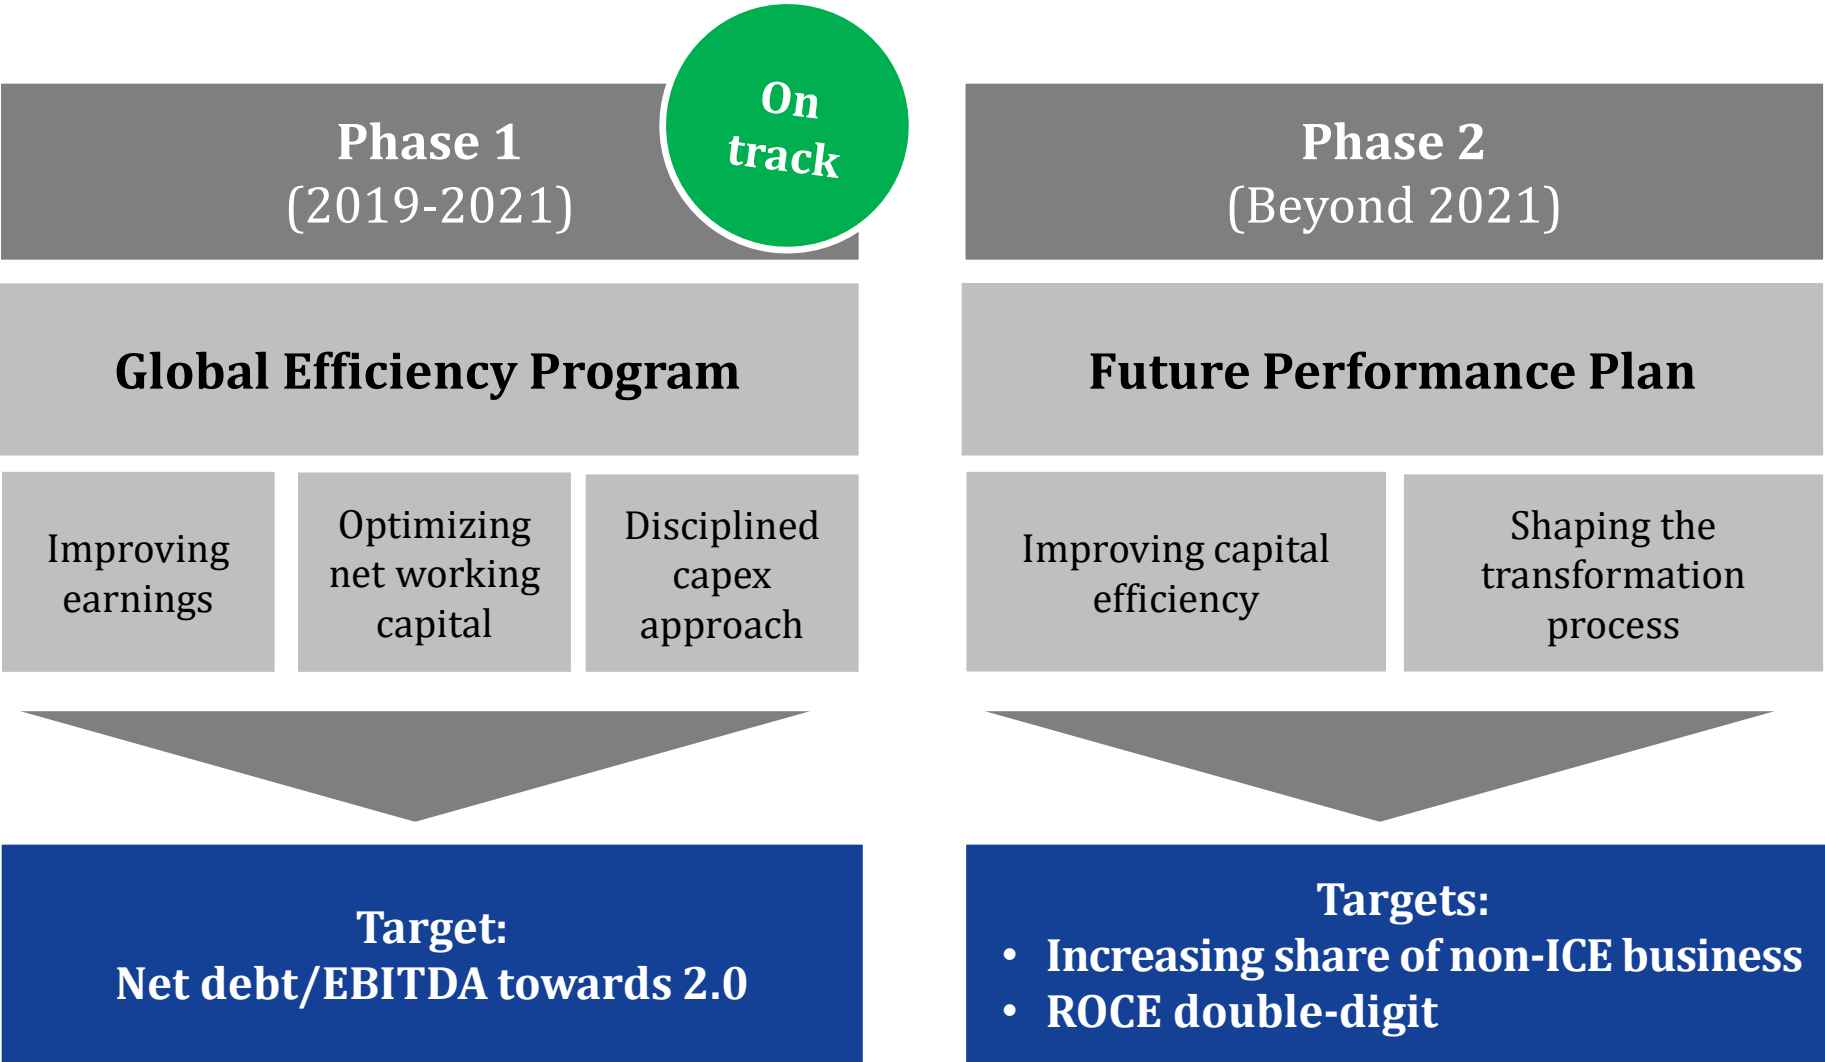 Phase 1
(2019-2021)
On
track
Global Efficiency Program
Improving
earnings
Optimizing
net working
capital
Disciplined
capex
approach
Target:
Net debt/EBITDA towards 2.0
Phase 2
(Beyond 2021)
Future Performance Plan
Improving capital
efficiency
Shaping the
transformation
process
Targets:
• Increasing share of non-ICE business
• ROCE double-digit